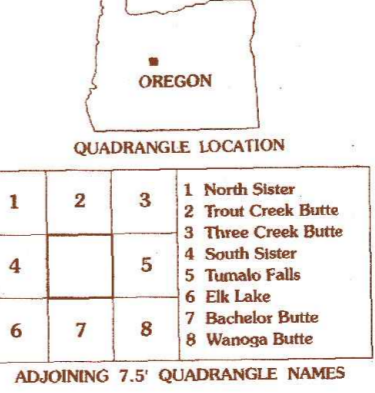 OREGON
QUADRANGLE LOCATION
1 2 3
4 5
6 7 8
1 North Sister
2 Trout Creek Butte
3 Three Creek Butte
4 South Sister
5 Tumalo Falls
6 Elk Lake
7 Bachelor Butte
8 Wanoga Butte
ADJOINING 7.5' QUADRANGLE NAMES